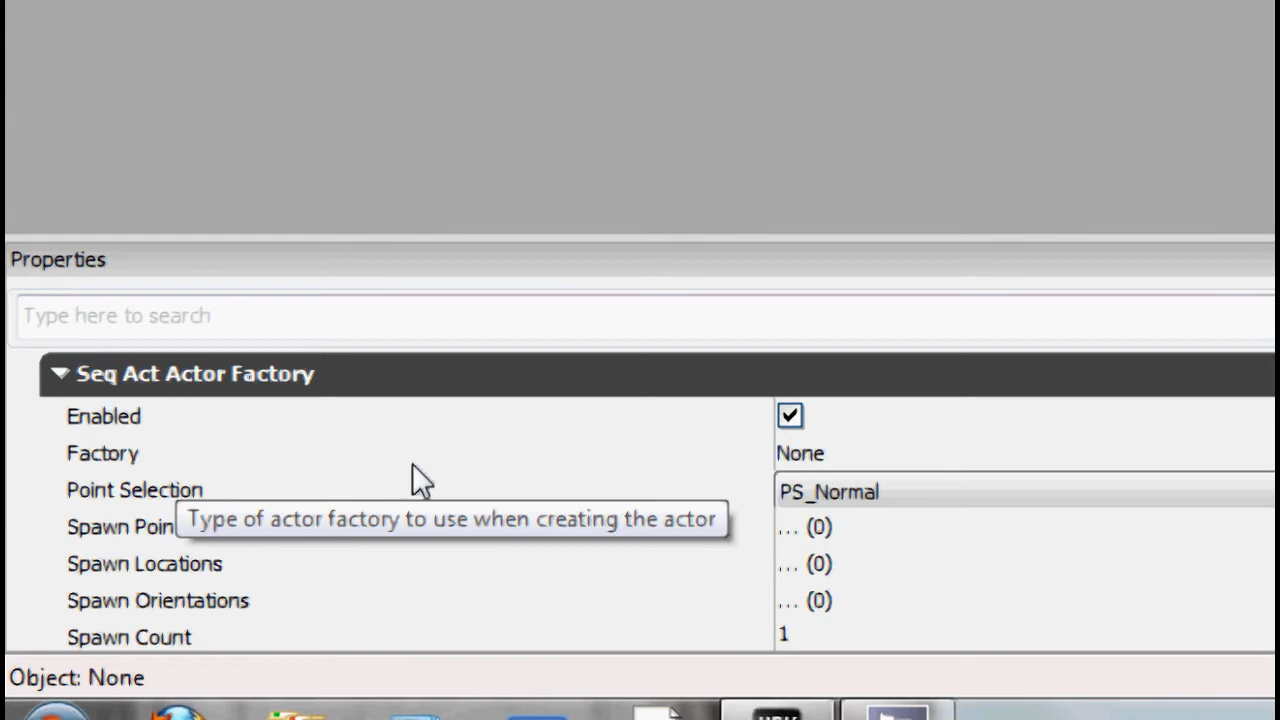 Properties
Type here to search
Seq Act Actor Factory
Enabled
Factory None
Point Selection PS_Normal
Type of actor factory to use when creating the actor
Spawn Poin ... (0)
Spawn Locations ... (0)
Spawn Orientations ... (0)
Spawn Count 1
Object: None